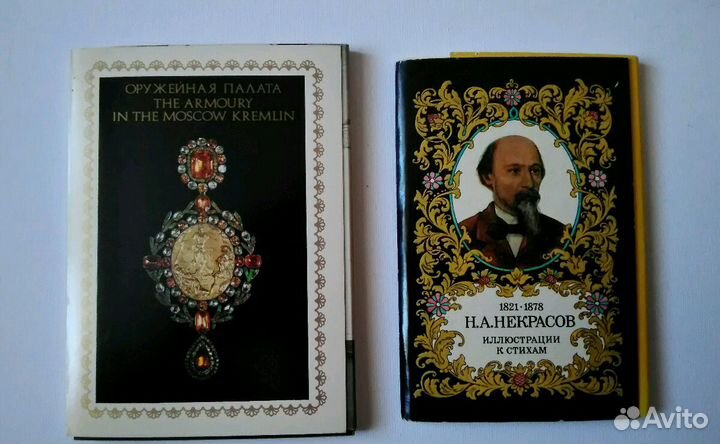 ОРУЖЕЙНАЯ ПАЛАТА
THE ARMOURY
IN THE MOSCOW KREMLIN
1821 · 1878
Н.А.НЕКРАСОВ
ИЛЛЮСТРАЦИИ
К СТИХАМ
Avito